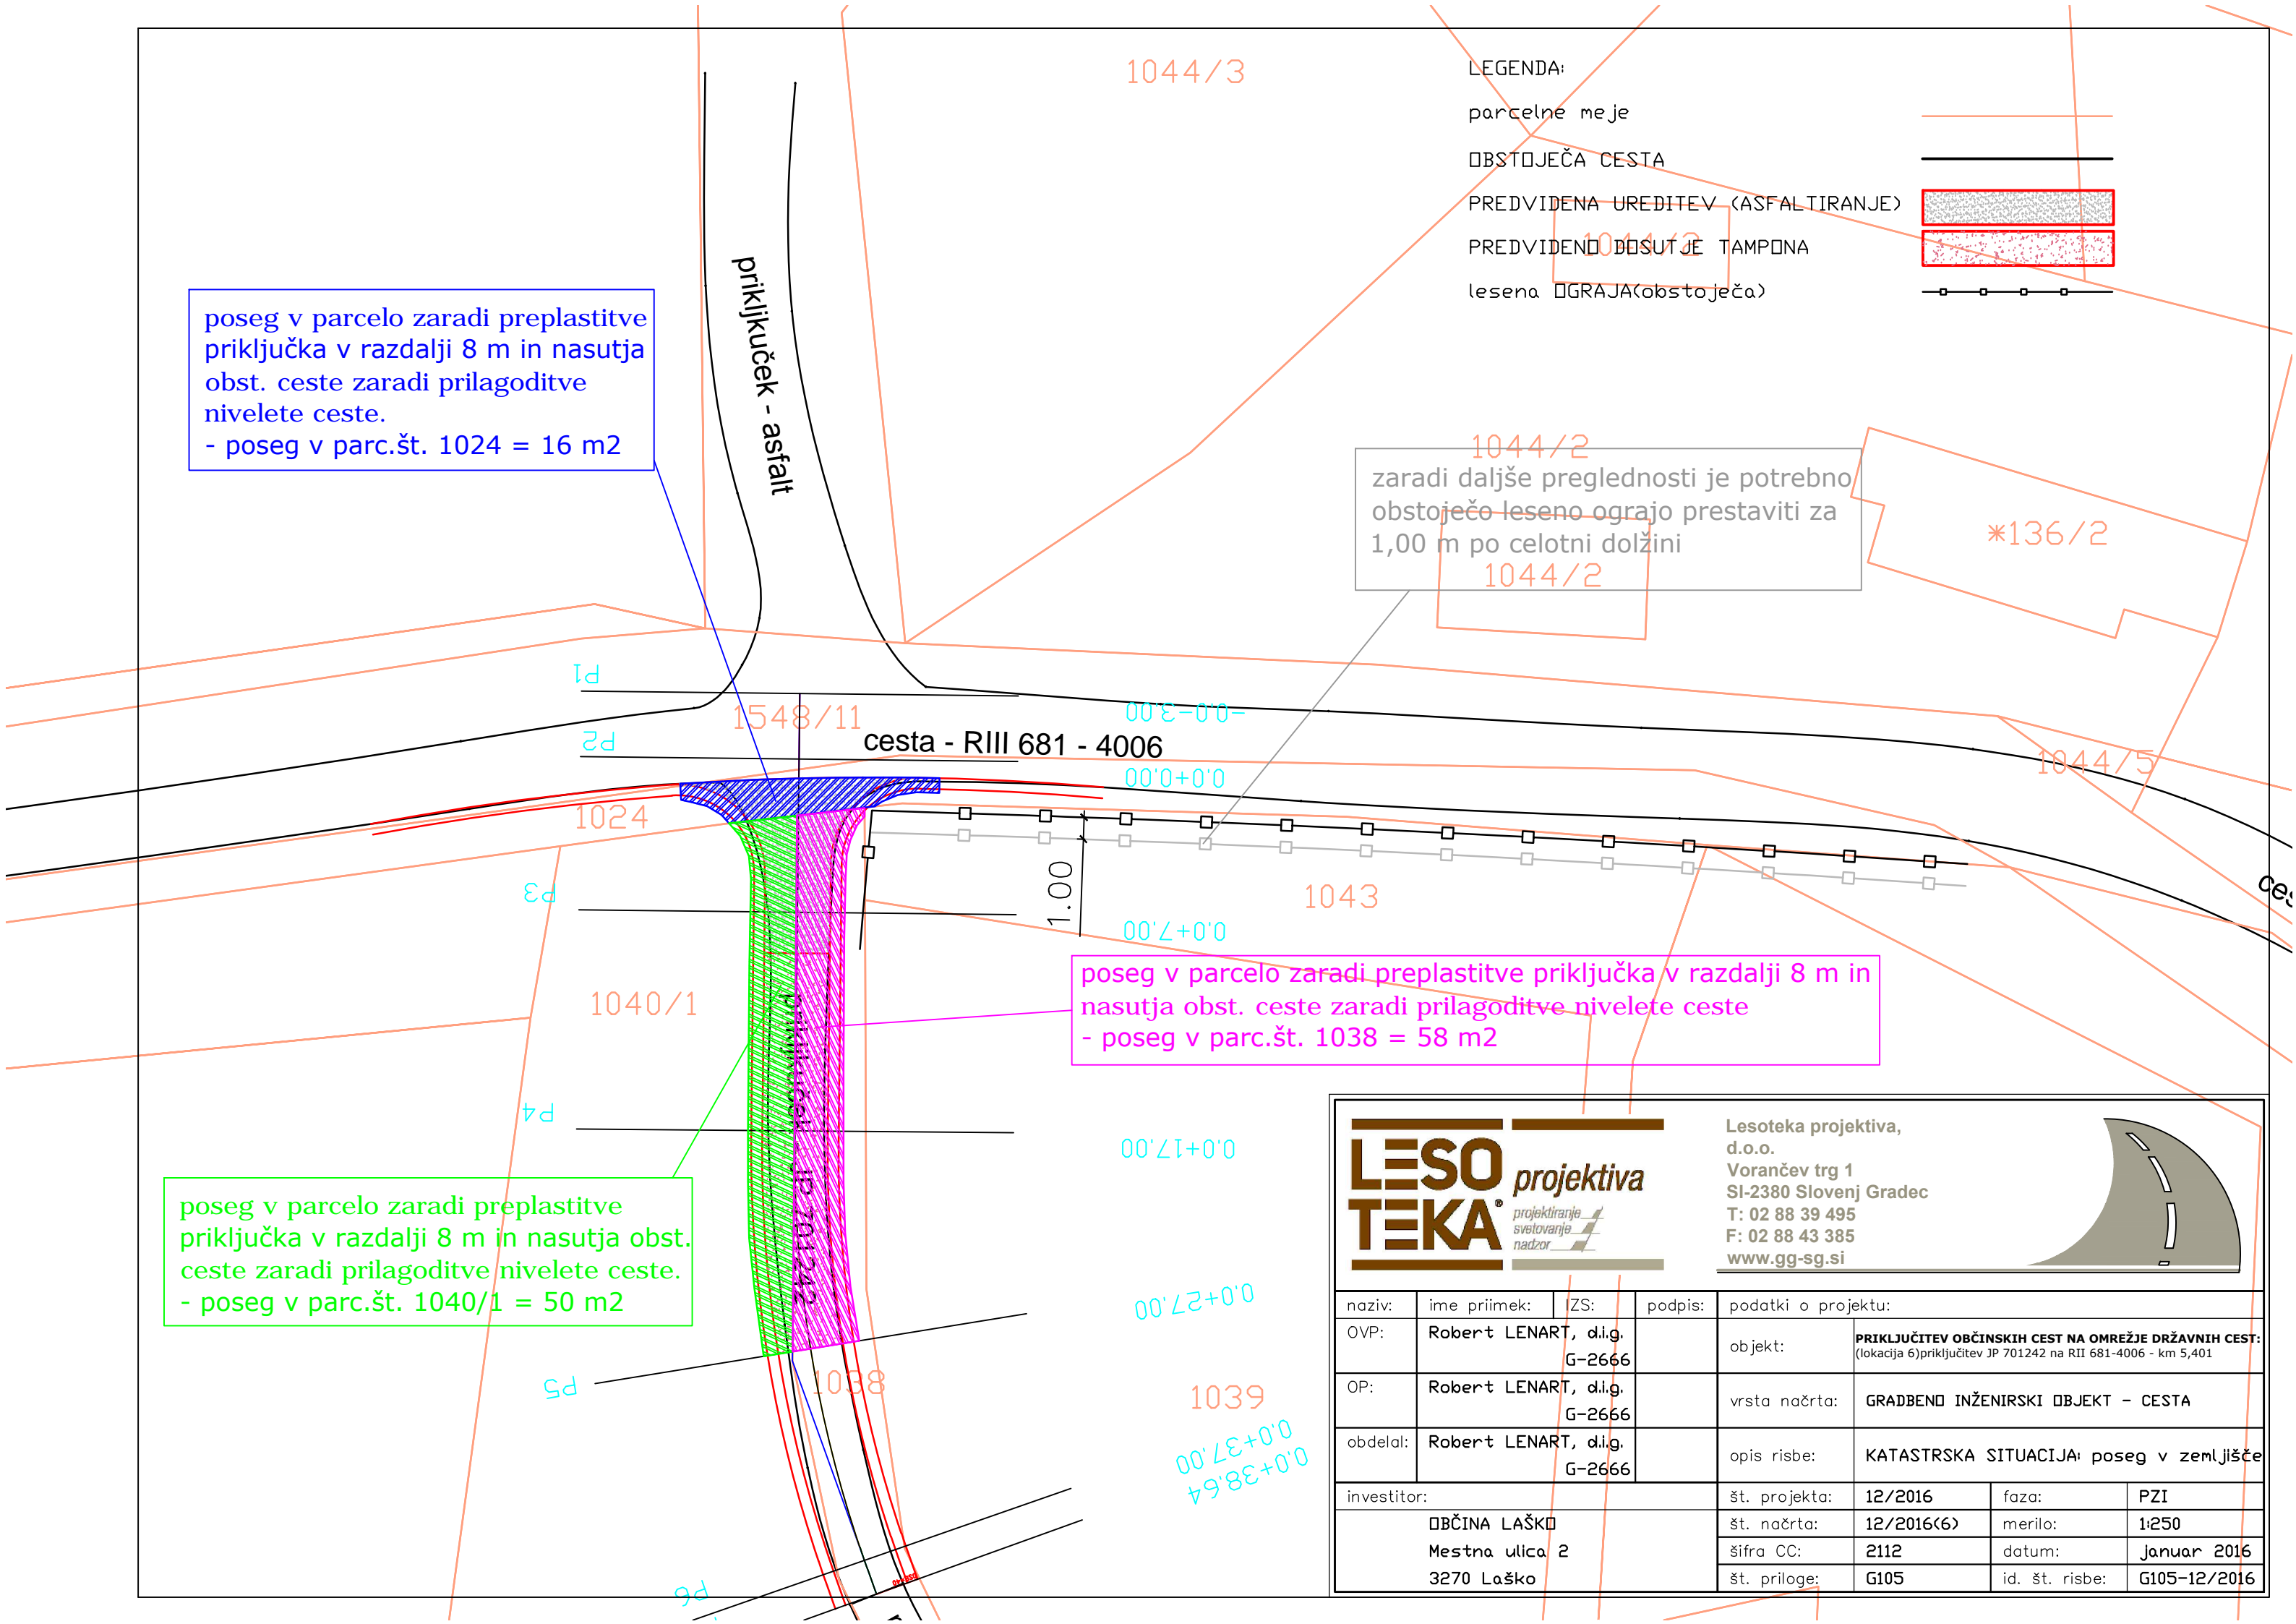 1044/3
LEGENDA:
parcelne meje
OBSTOJEČA CESTA
PREDVIDENA UREDITEV (ASFALTIRANJE)
1044/2
PREDVIDENO DOSUTJE TAMPONA
lesena OGRAJA(obstoječa)
prikljkuček - asfalt
poseg v parcelo zaradi preplastitve
priključka v razdalji 8 m in nasutja
obst. ceste zaradi prilagoditve
nivelete ceste.
- poseg v parc.št. 1024 = 16 m2
1044/2
zaradi daljše preglednosti je potrebno
obstoječo leseno ograjo prestaviti za
1,00 m po celotni dolžini
1044/2
*136/2
P1
1548/11
-0.0-3.00
P2
cesta - RIII 681 - 4006
0.0+0.00
1044/5
1024
P3
1.00
1043
0.0+7.00
ces
1040/1
poseg v parcelo zaradi preplastitve priključka v razdalji 8 m in
nasutja obst. ceste zaradi prilagoditve nivelete ceste
- poseg v parc.št. 1038 = 58 m2
P4
0.0+17.00
JP 701242
poseg v parcelo zaradi preplastitve
priključka v razdalji 8 m in nasutja obst.
ceste zaradi prilagoditve nivelete ceste.
- poseg v parc.št. 1040/1 = 50 m2
0.0+27.00
P5
1038
1039
0.0+37.00
0.0+38.64
P6
LESO
TEKA®
projektiva
projektiranje
svetovanje
nadzor
Lesoteka projektiva,
d.o.o.
Vorančev trg 1
SI-2380 Slovenj Gradec
T: 02 88 39 495
F: 02 88 43 385
www.gg-sg.si
naziv: ime priimek: IZS: podpis: podatki o projektu:
OVP: Robert LENART, d.i.g.
G-2666
objekt: PRIKLJUČITEV OBČINSKIH CEST NA OMREŽJE DRŽAVNIH CEST:
(lokacija 6)priključitev JP 701242 na RII 681-4006 - km 5,401
OP: Robert LENART, d.i.g.
G-2666
vrsta načrta: GRADBENO INŽENIRSKI OBJEKT - CESTA
obdelal: Robert LENART, d.i.g.
G-2666
opis risbe: KATASTRSKA SITUACIJA: poseg v zemljišče
investitor:
OBČINA LAŠKO
Mestna ulica 2
3270 Laško
št. projekta: 12/2016 faza: PZI
št. načrta: 12/2016(6) merilo: 1:250
šifra CC: 2112 datum: januar 2016
št. priloge: G105 id. št. risbe: G105-12/2016